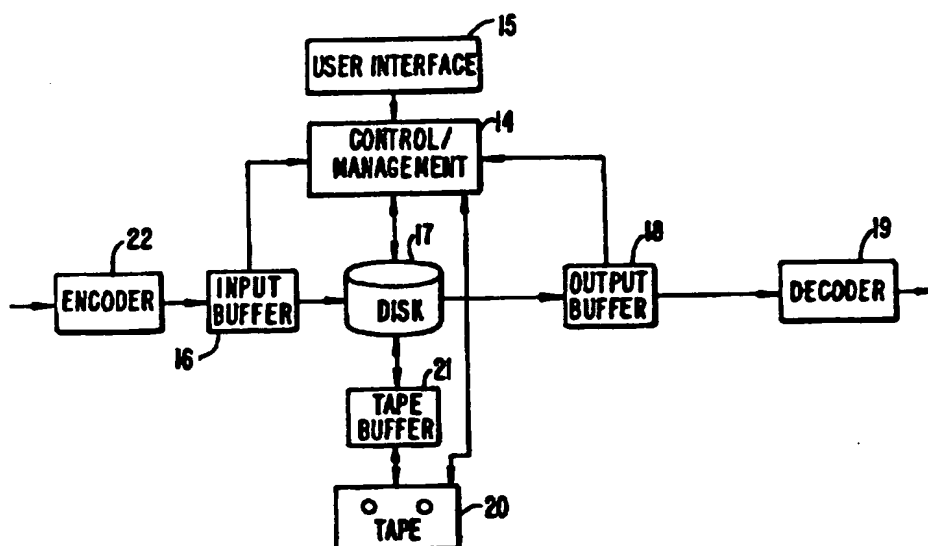 15
USER INTERFACE
14
CONTROL/
MANAGEMENT
22
ENCODER
INPUT
BUFFER
16
17
DISK
18
OUTPUT
BUFFER
19
DECODER
21
TAPE
BUFFER
TAPE
20